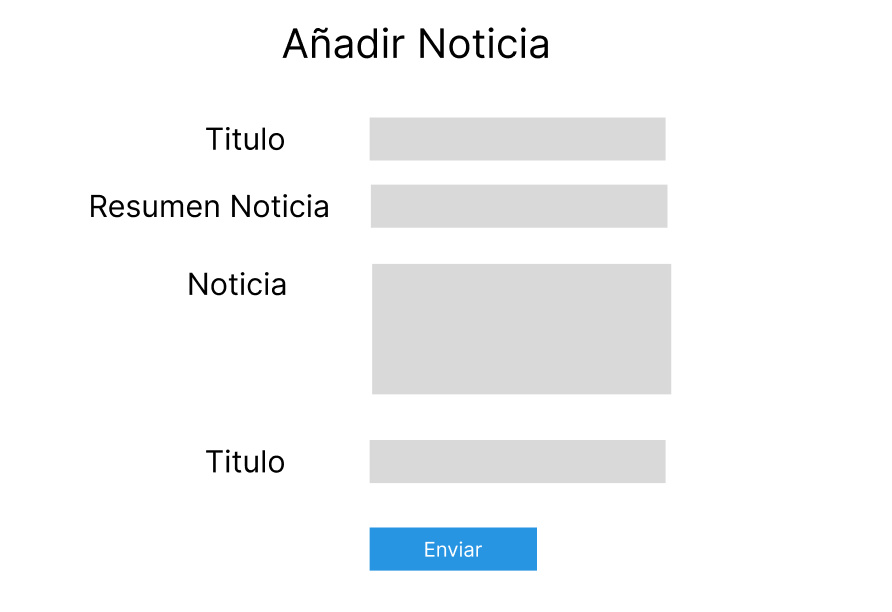 Añadir Noticia
Titulo
Resumen Noticia
Noticia
Titulo
Enviar